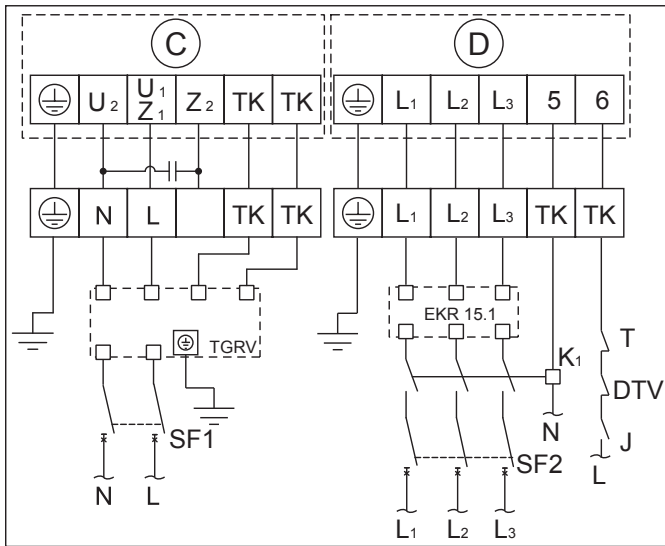 C D
U2 U1 Z1 Z2 TK TK L1 L2 L3 5 6
N L TK TK L1 L2 L3 TK TK
EKR 15.1
TGRV
K1 T
DTV
N J
SF1 SF2 L
N L
L1 L2 L3